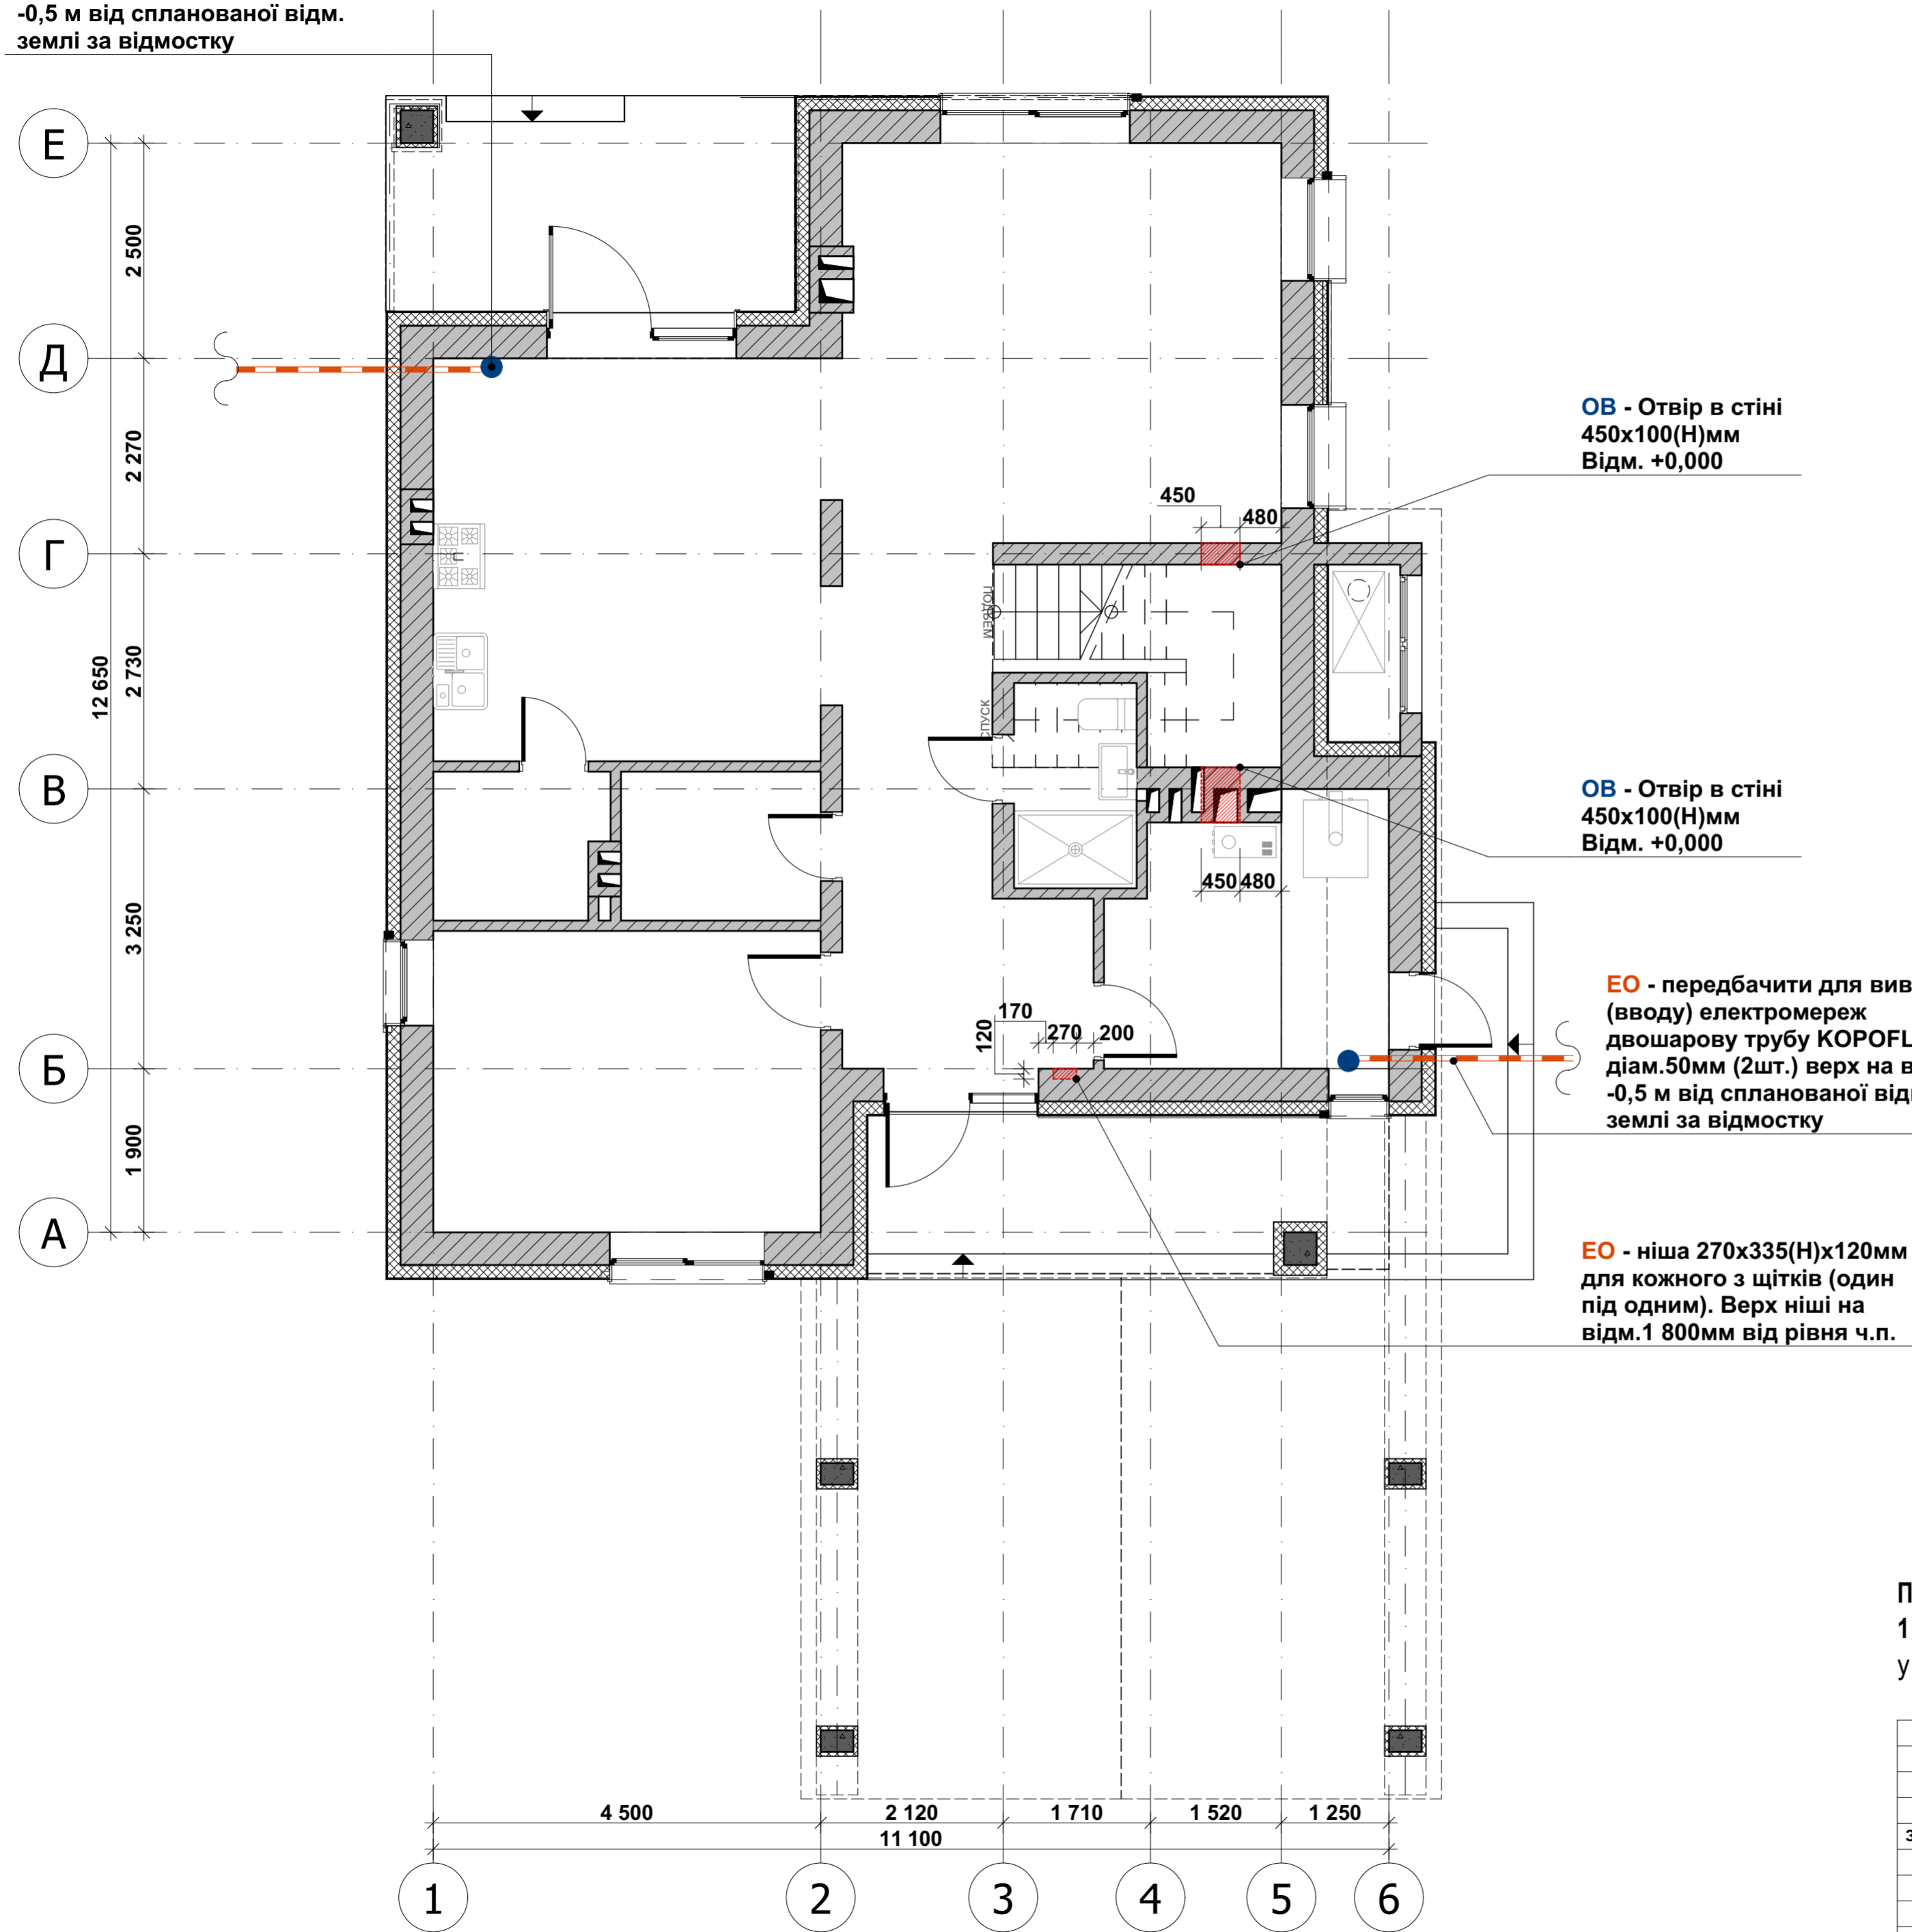 -0,5 м від спланованої відм.
землі за відмостку
Е
Д
Г
В
Б
А
2 500
2 270
2 730
12 650
3 250
1 900
ОВ - Отвір в стіні
450х100(Н)мм
Відм. +0,000
450
480
ПОДЪЕМ
СПУСК
ОВ - Отвір в стіні
450х100(Н)мм
Відм. +0,000
450 480
ЕО - передбачити для вив
(вводу) електромереж
двошарову трубу KOPOFL
діам.50мм (2шт.) верх на в
-0,5 м від спланованої відм
землі за відмостку
170
120
270
200
ЕО - ніша 270х335(Н)х120мм
для кожного з щітків (один
під одним). Верх ніші на
відм.1 800мм від рівня ч.п.
П
1
у
4 500
2 120
1 710
1 520
1 250
11 100
1
2
3
4
5
6